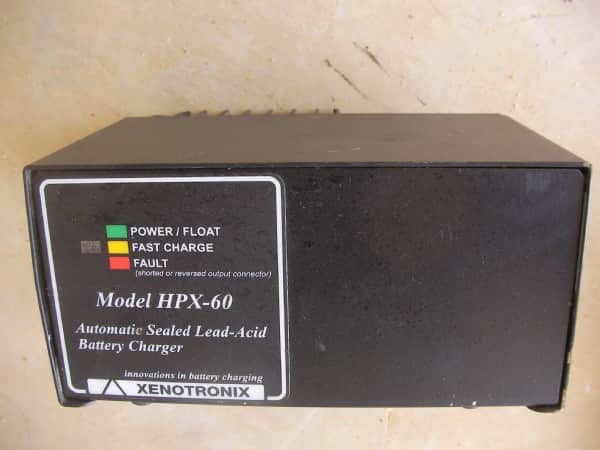 POWER / FLOAT
FAST CHARGE
FAULT
(shorted or reversed output connector)
Model HPX-60
Automatic Sealed Lead-Acid
Battery Charger
innovations in battery charging
XENOTRONIX